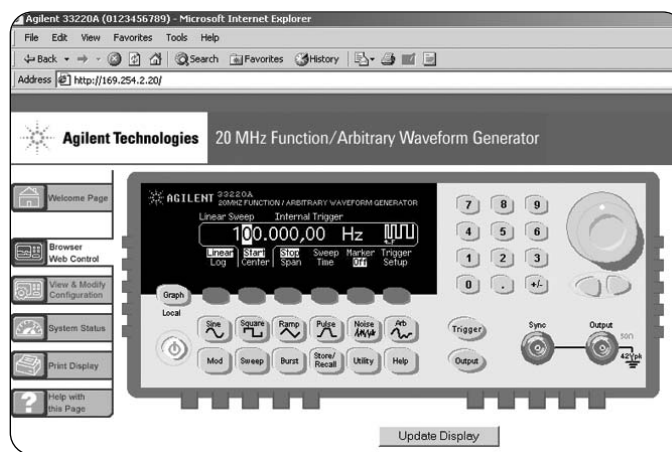 Agilent 33220A (0123456789) - Microsoft Internet Explorer
File Edit View Favorites Tools Help
Back Search Favorites History
Address http://169.254.2.20/
Agilent Technologies 20 MHz Function/Arbitrary Waveform Generator
Welcome Page
Browser
Web Control
View & Modify
Configuration
System Status
Print Display
Help with
this Page
AGILENT 33220A
20MHZ FUNCTION / ARBITRARY WAVEFORM GENERATOR
Linear Sweep Internal Trigger
100.000,00 Hz
Linear Start Stop Sweep Marker Trigger
Log Center Span Time Off Setup
Graph
Local
Sine Square Ramp Pulse Noise Arb
Mod Sweep Burst Store/
Recall Utility Help
7 8 9
4 5 6
1 2 3
0 . +/-
Trigger
Output
Sync Output
50Ω
42Vpk
Update Display